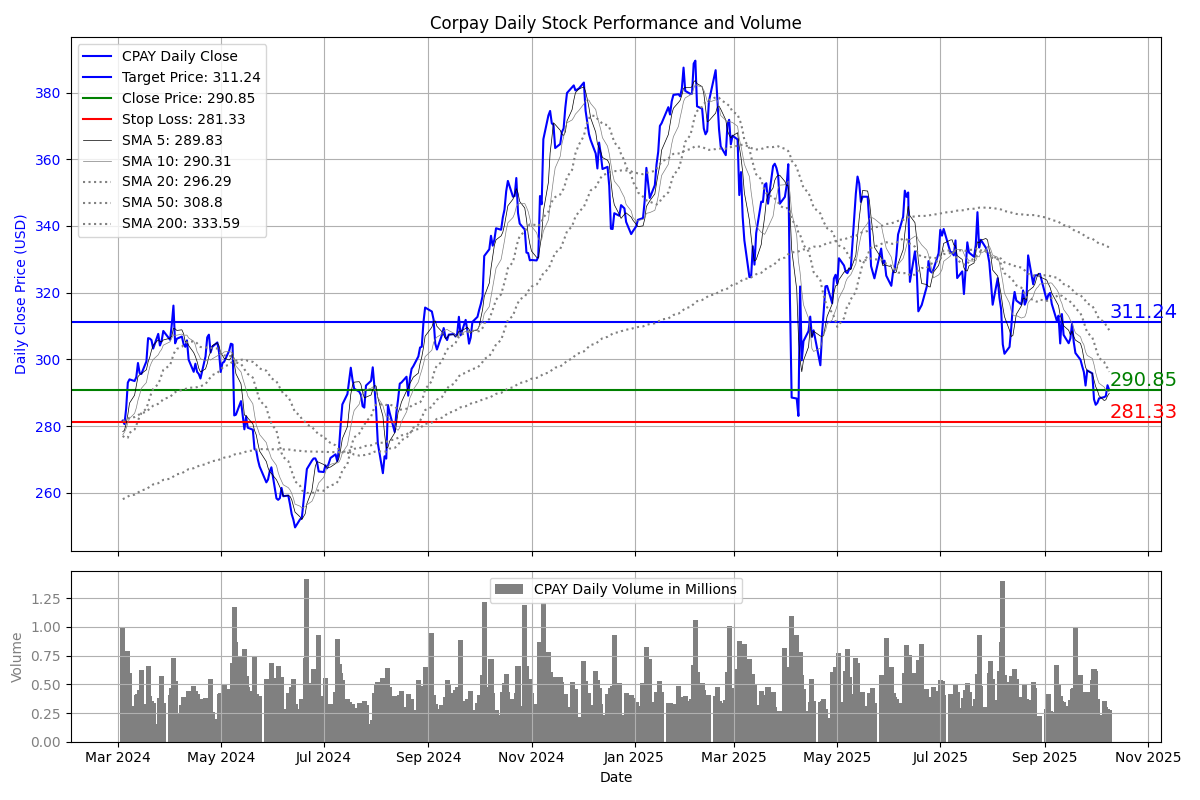 Corpay Daily Stock Performance and Volume
CPAY Daily Close
Target Price: 311.24
Close Price: 290.85
Stop Loss: 281.33
SMA 5: 289.83
SMA 10: 290.31
SMA 20: 296.29
SMA 50: 308.8
SMA 200: 333.59
Daily Close Price (USD)
380
360
340
320
300
280
260
311.24
290.85
281.33
CPAY Daily Volume in Millions
Volume
1.25
1.00
0.75
0.50
0.25
0.00
Mar 2024 May 2024 Jul 2024 Sep 2024 Nov 2024 Jan 2025 Mar 2025 May 2025 Jul 2025 Sep 2025 Nov 2025
Date